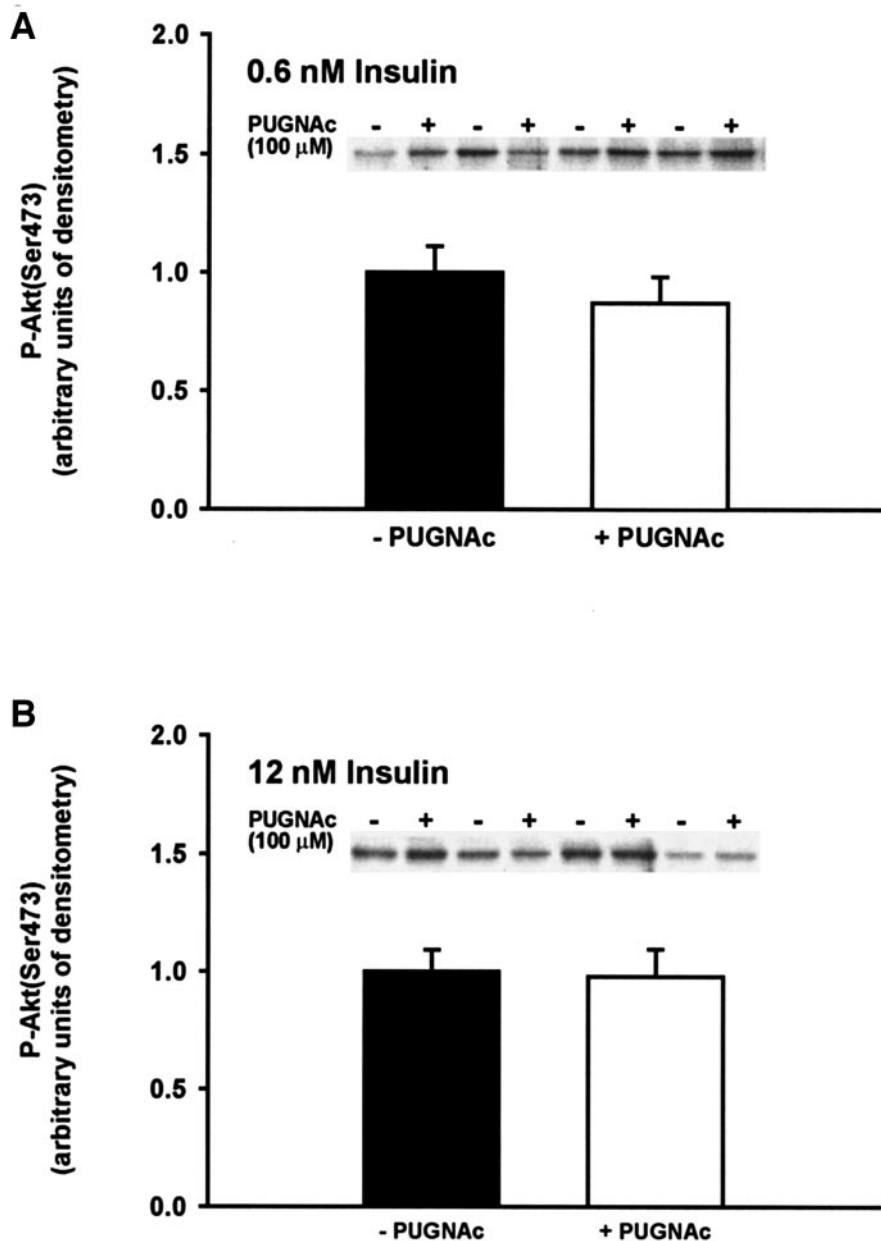 A
2.0
0.6 nM Insulin
PUGNAc - + - + - + - +
(100 μM)
1.5
1.0
0.5
0.0
P-Akt(Ser473)
(arbitrary units of densitometry)
- PUGNAc + PUGNAc
B
2.0
12 nM Insulin
PUGNAc - + - + - + - +
(100 μM)
1.5
1.0
0.5
0.0
P-Akt(Ser473)
(arbitrary units of densitometry)
- PUGNAc + PUGNAc